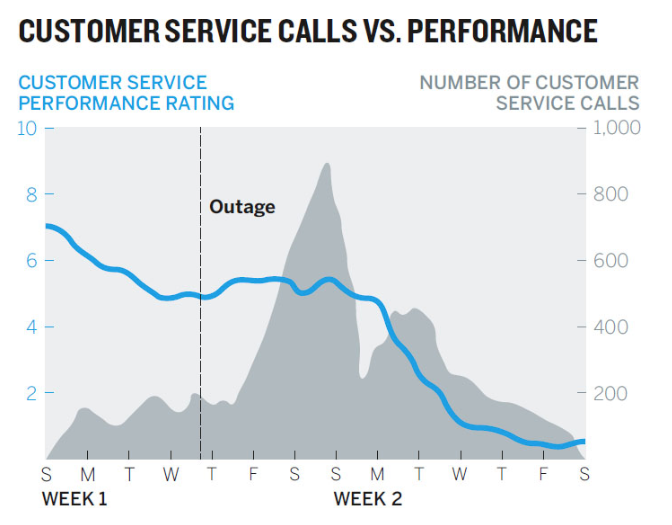 CUSTOMER SERVICE CALLS VS. PERFORMANCE
CUSTOMER SERVICE
PERFORMANCE RATING
NUMBER OF CUSTOMER
SERVICE CALLS
10
8
6
4
2
1,000
800
600
400
200
Outage
S M T W T F S S M T W T F S
WEEK 1 WEEK 2